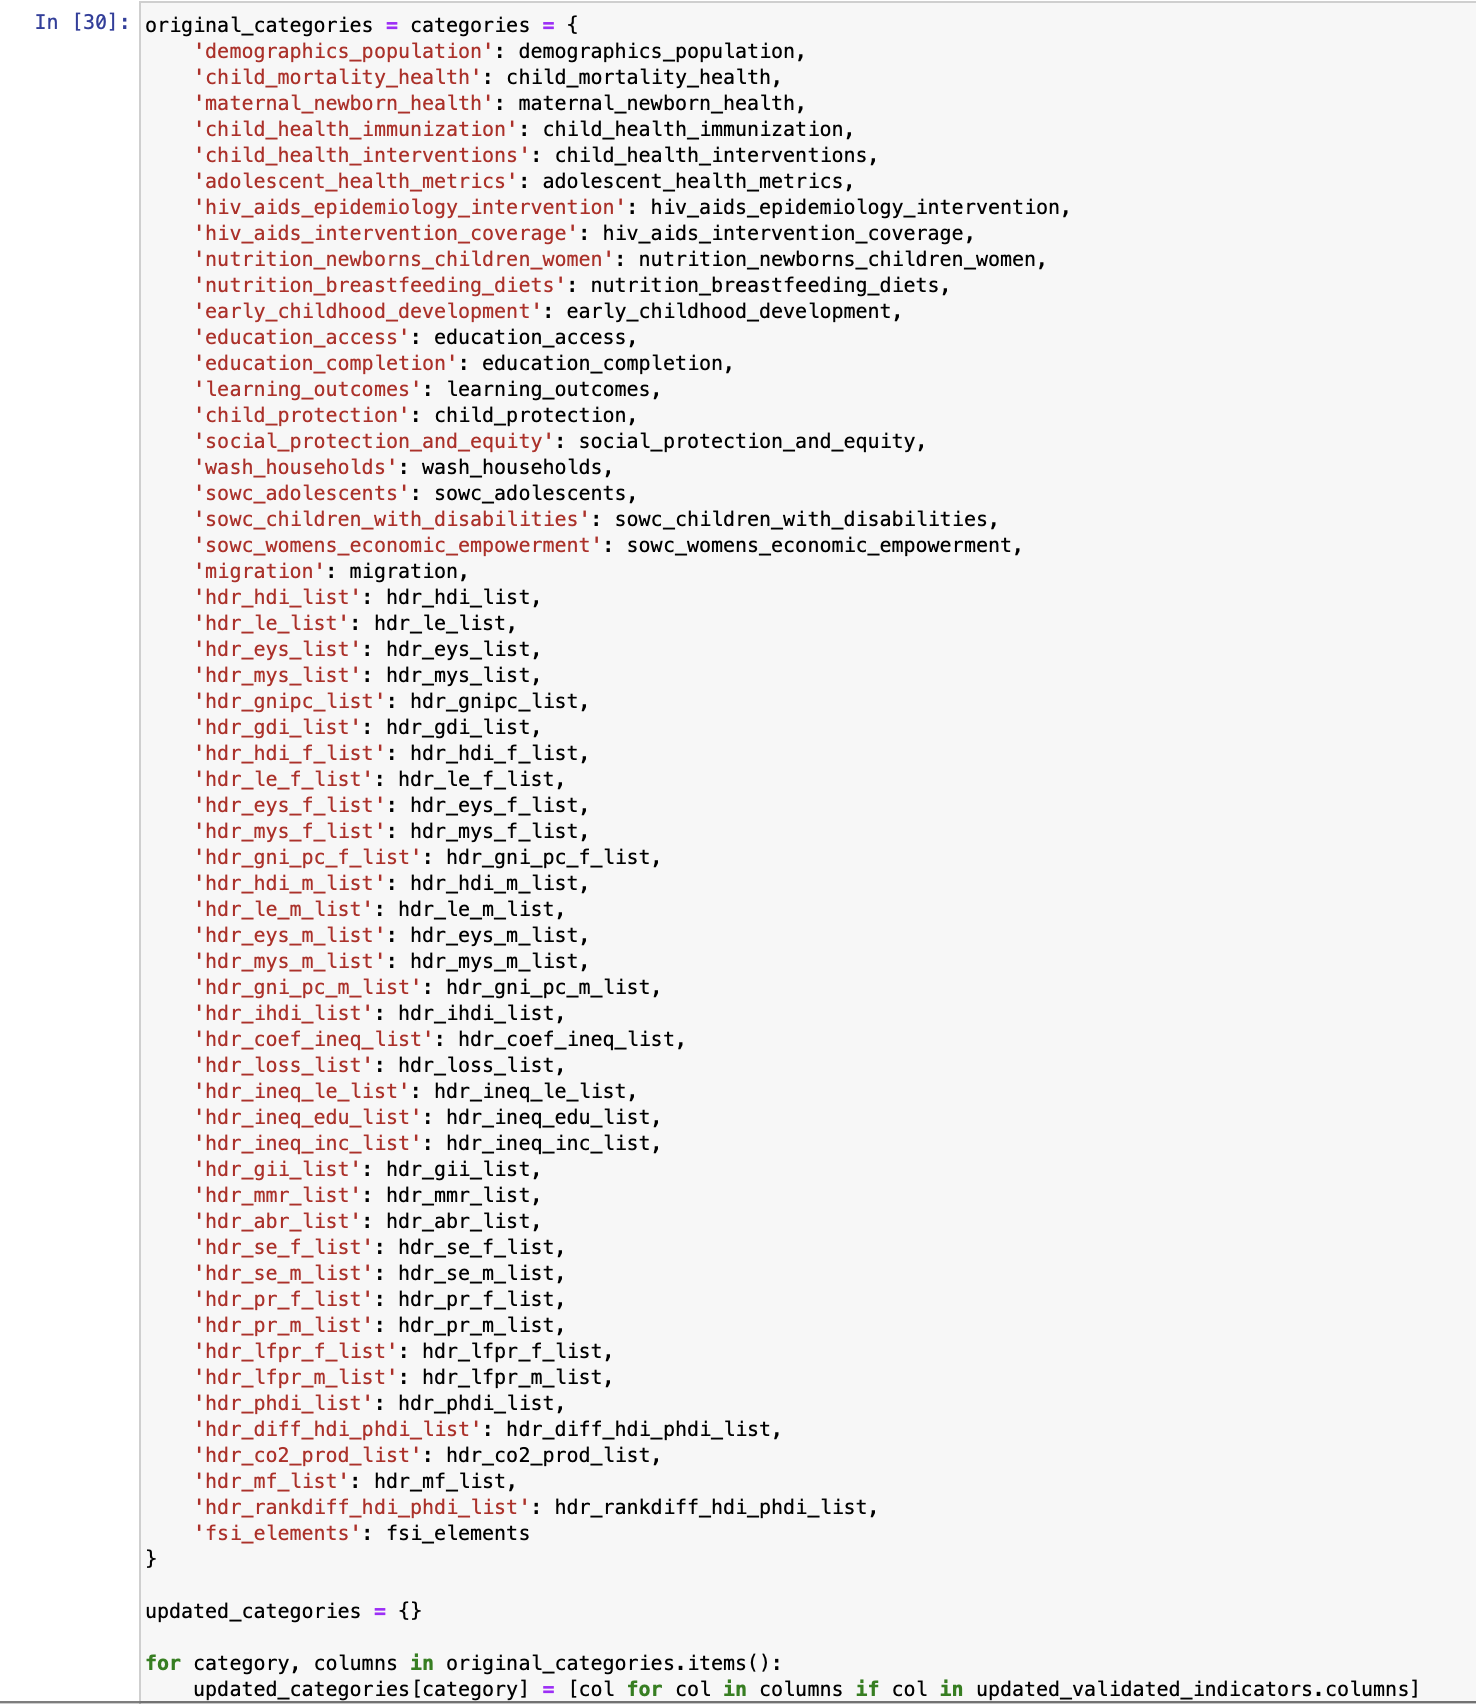 In [30]: original_categories = categories = {
    'demographics_population': demographics_population,
    'child_mortality_health': child_mortality_health,
    'maternal_newborn_health': maternal_newborn_health,
    'child_health_immunization': child_health_immunization,
    'child_health_interventions': child_health_interventions,
    'adolescent_health_metrics': adolescent_health_metrics,
    'hiv_aids_epidemiology_intervention': hiv_aids_epidemiology_intervention,
    'hiv_aids_intervention_coverage': hiv_aids_intervention_coverage,
    'nutrition_newborns_children_women': nutrition_newborns_children_women,
    'nutrition_breastfeeding_diets': nutrition_breastfeeding_diets,
    'early_childhood_development': early_childhood_development,
    'education_access': education_access,
    'education_completion': education_completion,
    'learning_outcomes': learning_outcomes,
    'child_protection': child_protection,
    'social_protection_and_equity': social_protection_and_equity,
    'wash_households': wash_households,
    'sowc_adolescents': sowc_adolescents,
    'sowc_children_with_disabilities': sowc_children_with_disabilities,
    'sowc_womens_economic_empowerment': sowc_womens_economic_empowerment,
    'migration': migration,
    'hdr_hdi_list': hdr_hdi_list,
    'hdr_le_list': hdr_le_list,
    'hdr_eys_list': hdr_eys_list,
    'hdr_mys_list': hdr_mys_list,
    'hdr_gnipc_list': hdr_gnipc_list,
    'hdr_gdi_list': hdr_gdi_list,
    'hdr_hdi_f_list': hdr_hdi_f_list,
    'hdr_le_f_list': hdr_le_f_list,
    'hdr_eys_f_list': hdr_eys_f_list,
    'hdr_mys_f_list': hdr_mys_f_list,
    'hdr_gni_pc_f_list': hdr_gni_pc_f_list,
    'hdr_hdi_m_list': hdr_hdi_m_list,
    'hdr_le_m_list': hdr_le_m_list,
    'hdr_eys_m_list': hdr_eys_m_list,
    'hdr_mys_m_list': hdr_mys_m_list,
    'hdr_gni_pc_m_list': hdr_gni_pc_m_list,
    'hdr_ihdi_list': hdr_ihdi_list,
    'hdr_coef_ineq_list': hdr_coef_ineq_list,
    'hdr_loss_list': hdr_loss_list,
    'hdr_ineq_le_list': hdr_ineq_le_list,
    'hdr_ineq_edu_list': hdr_ineq_edu_list,
    'hdr_ineq_inc_list': hdr_ineq_inc_list,
    'hdr_gii_list': hdr_gii_list,
    'hdr_mmr_list': hdr_mmr_list,
    'hdr_abr_list': hdr_abr_list,
    'hdr_se_f_list': hdr_se_f_list,
    'hdr_se_m_list': hdr_se_m_list,
    'hdr_pr_f_list': hdr_pr_f_list,
    'hdr_pr_m_list': hdr_pr_m_list,
    'hdr_lfpr_f_list': hdr_lfpr_f_list,
    'hdr_lfpr_m_list': hdr_lfpr_m_list,
    'hdr_phdi_list': hdr_phdi_list,
    'hdr_diff_hdi_phdi_list': hdr_diff_hdi_phdi_list,
    'hdr_co2_prod_list': hdr_co2_prod_list,
    'hdr_mf_list': hdr_mf_list,
    'hdr_rankdiff_hdi_phdi_list': hdr_rankdiff_hdi_phdi_list,
    'fsi_elements': fsi_elements
}
updated_categories = {}
for category, columns in original_categories.items():
    updated_categories[category] = [col for col in columns if col in updated_validated_indicators.columns]